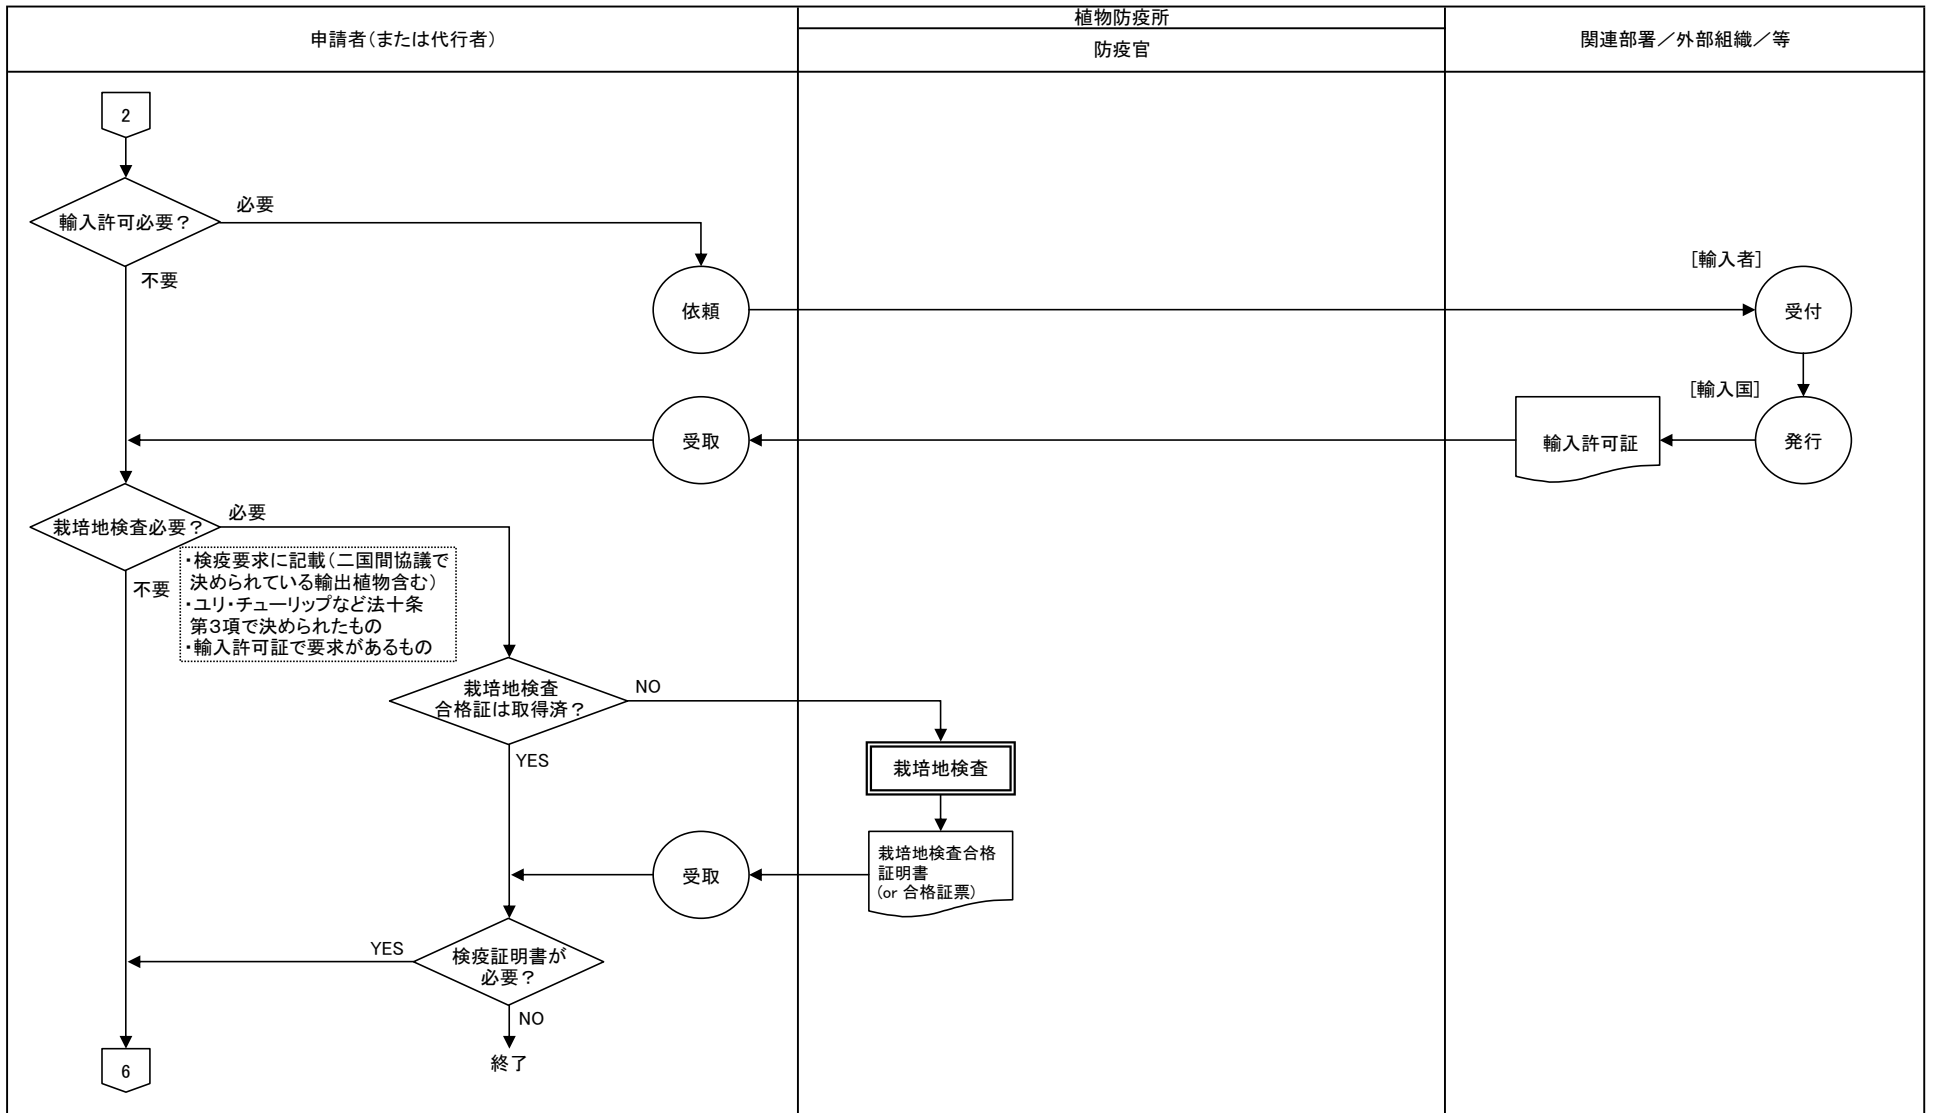 申請者(または代行者)
植物防疫所
防疫官
関連部署／外部組織／等
2
輸入許可必要？
必要
不要
依頼
[輸入者]
受付
[輸入国]
発行
輸入許可証
受取
栽培地検査必要？
必要
不要
・検疫要求に記載(二国間協議で
決められている輸出植物含む)
・ユリ・チューリップなど法十条
第３項で決められたもの
・輸入許可証で要求があるもの
栽培地検査
合格証は取得済？
NO
YES
栽培地検査
栽培地検査合格
証明書
(or 合格証票)
受取
検疫証明書が
必要？
YES
NO
終了
6